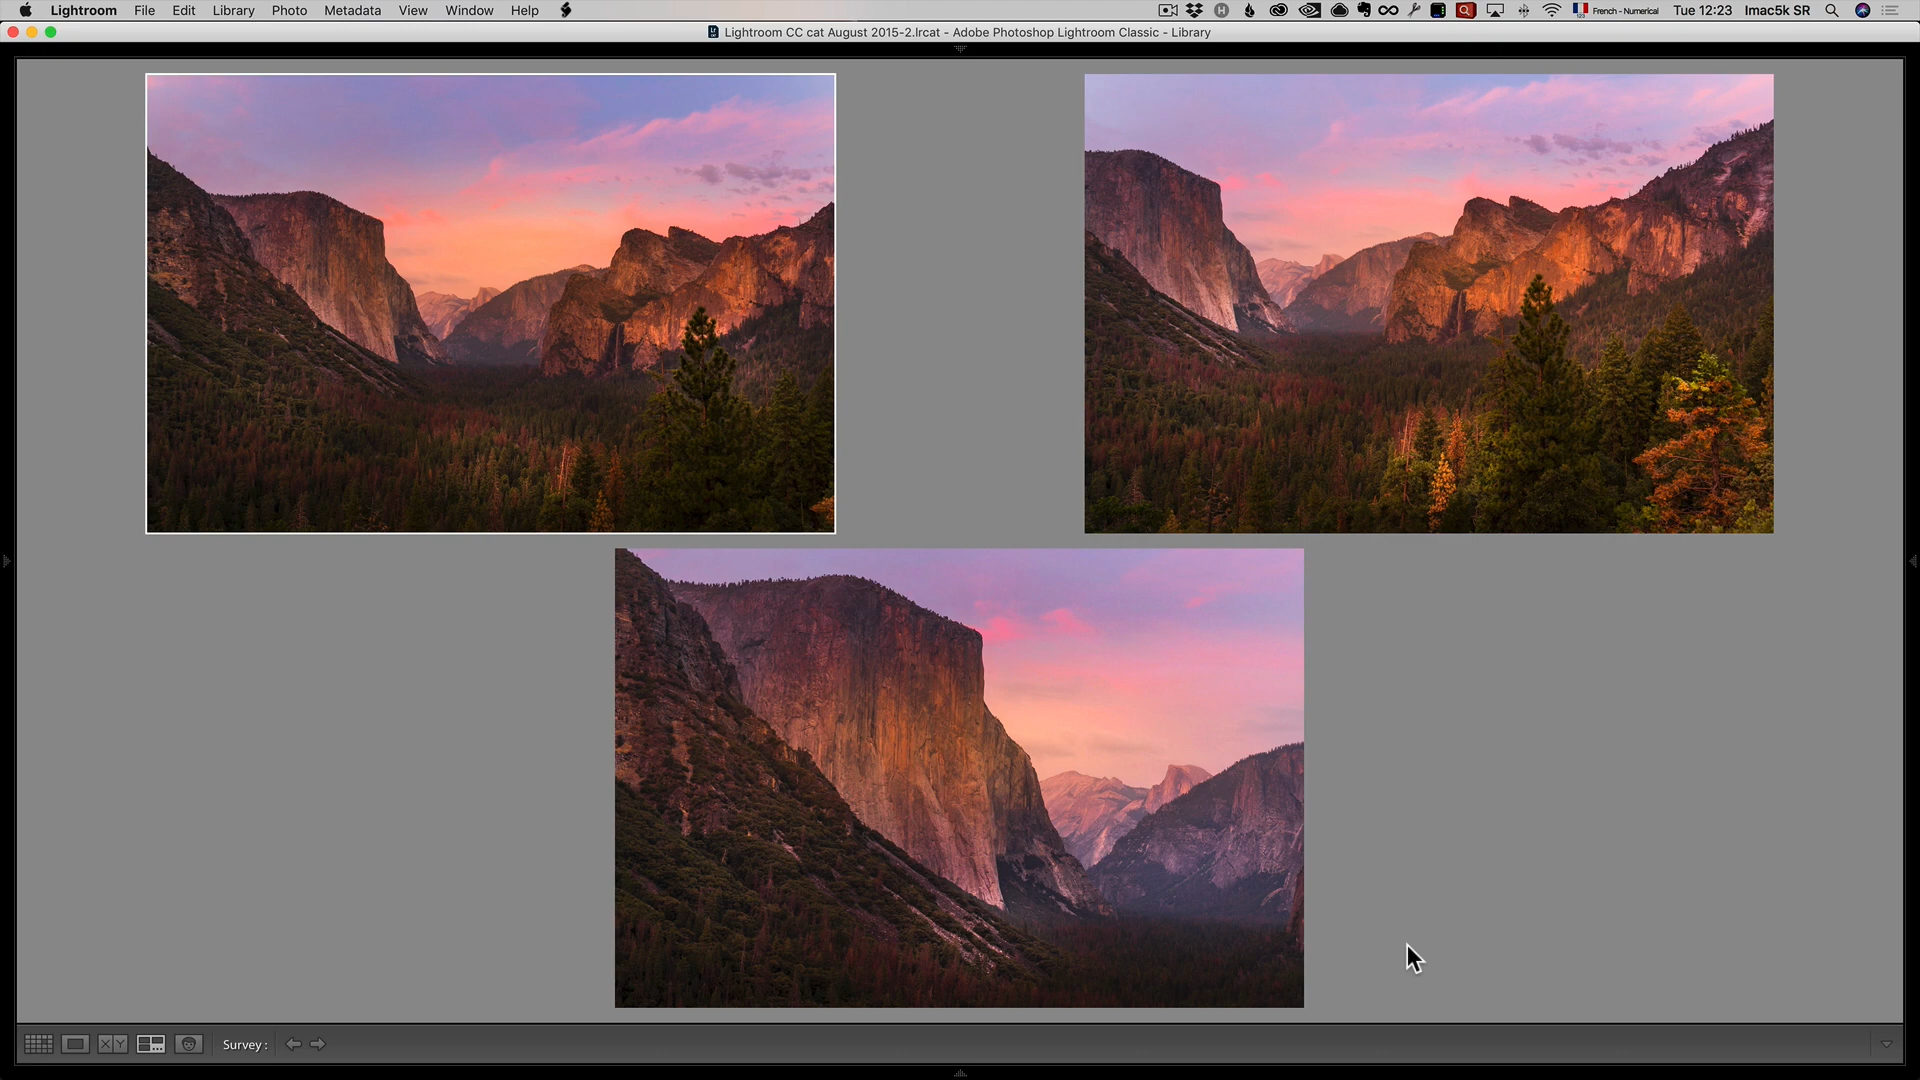 Lightroom File Edit Library Photo Metadata View Window Help French - Numerical Tue 12:23 Imac5k SR
Lightroom CC cat August 2015-2.lrcat - Adobe Photoshop Lightroom Classic - Library
XY Survey :